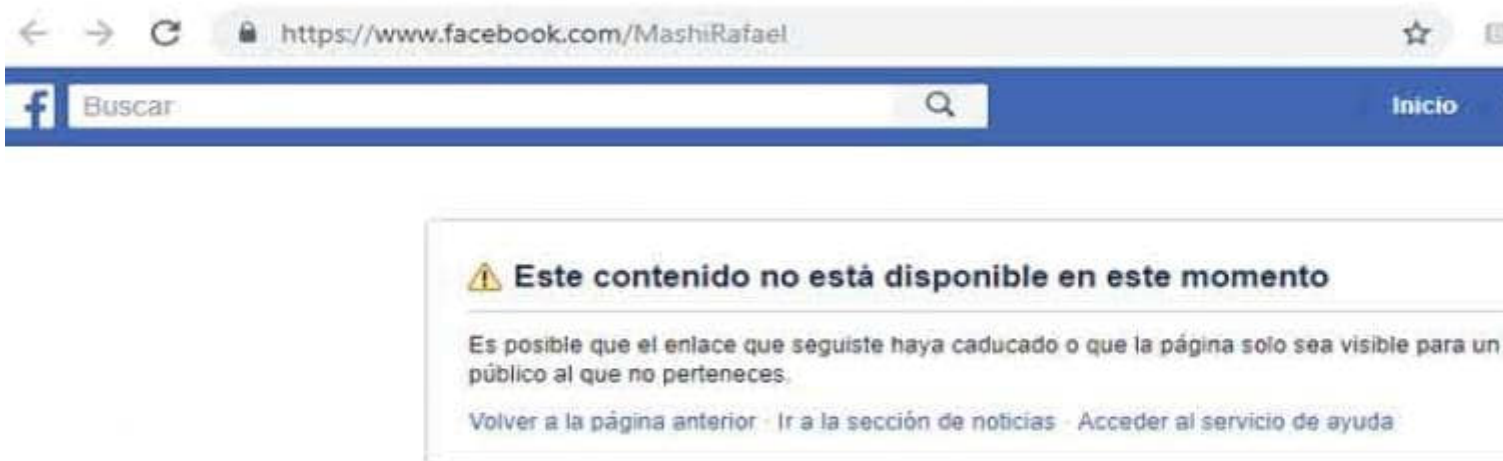 https://www.facebook.com/MashiRafael
f Buscar Inicio
Este contenido no está disponible en este momento
Es posible que el enlace que seguiste haya caducado o que la página solo sea visible para un
público al que no perteneces.
Volver a la página anterior · Ir a la sección de noticias · Acceder al servicio de ayuda